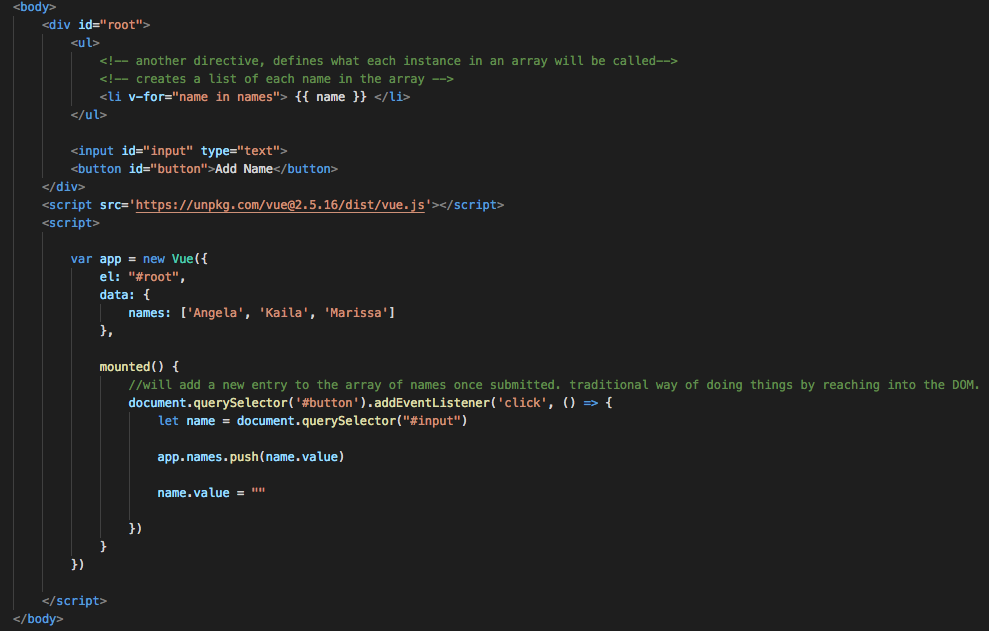 <body>
<div id="root">
<ul>
<!-- another directive, defines what each instance in an array will be called-->
<!-- creates a list of each name in the array -->
<li v-for="name in names"> {{ name }} </li>
</ul>
<input id="input" type="text">
<button id="button">Add Name</button>
</div>
<script src='https://unpkg.com/vue@2.5.16/dist/vue.js'></script>
<script>
var app = new Vue({
el: "#root",
data: {
names: ['Angela', 'Kaila', 'Marissa']
},
mounted() {
//will add a new entry to the array of names once submitted. traditional way of doing things by reaching into the DOM.
document.querySelector('#button').addEventListener('click', () => {
let name = document.querySelector("#input")
app.names.push(name.value)
name.value = ""
})
}
})
</script>
</body>